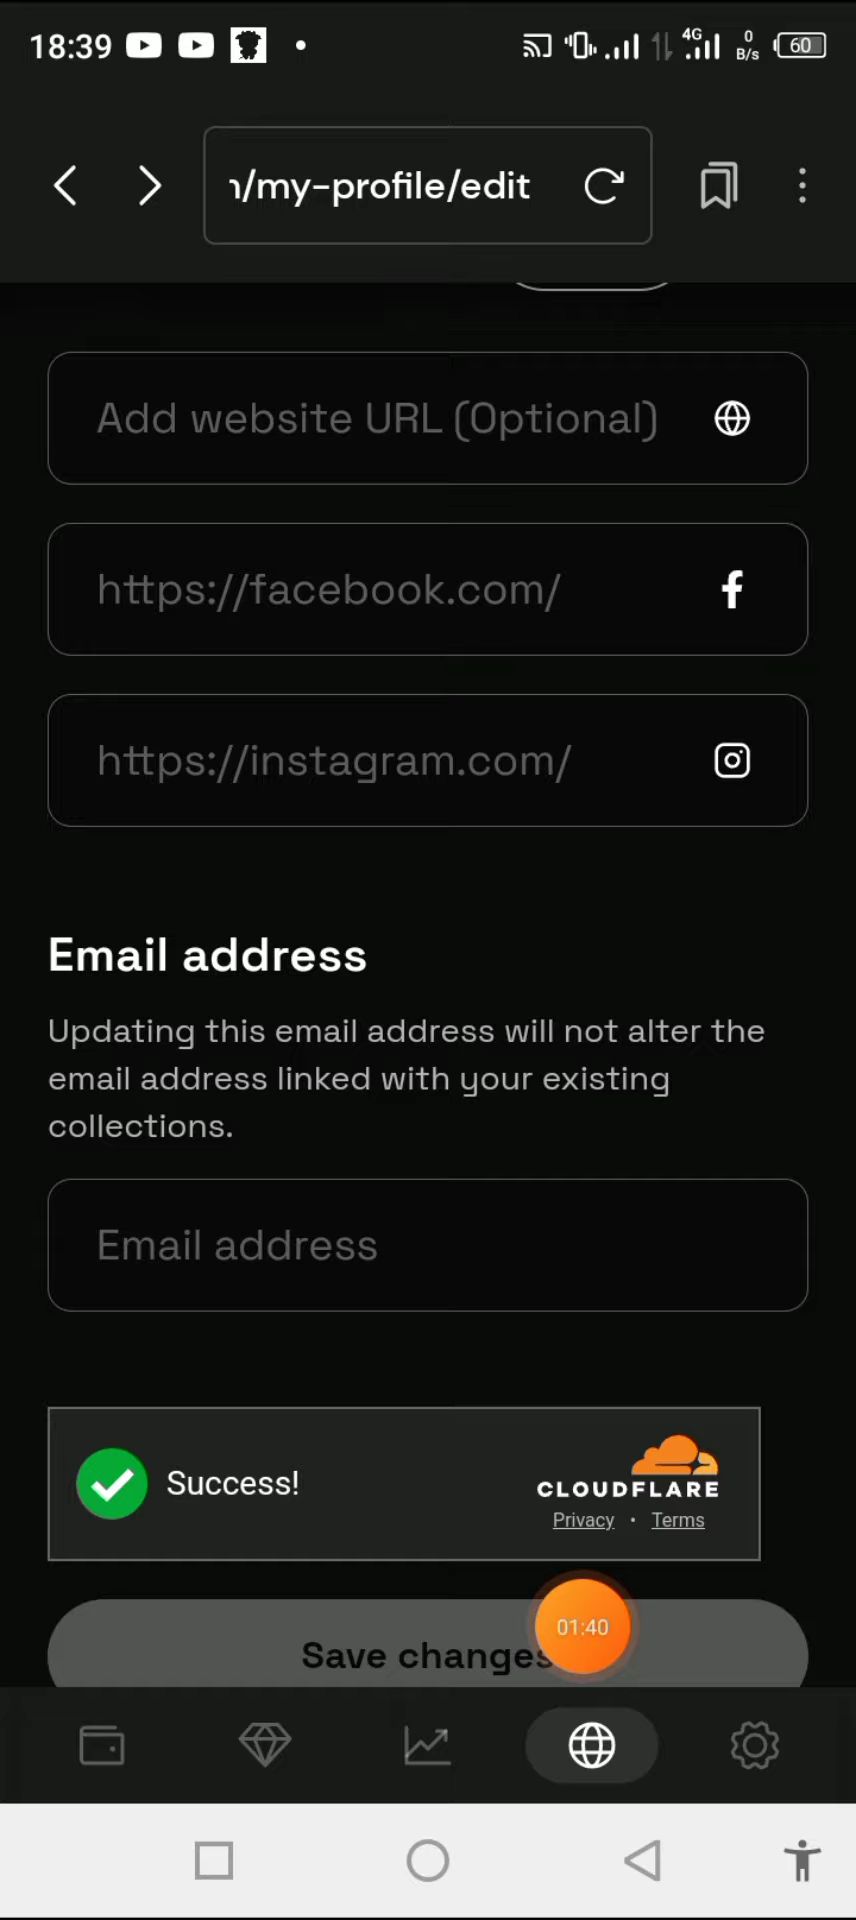 18:39
4G
0
B/s
60
/my-profile/edit
Add website URL (Optional)
https://facebook.com/
https://instagram.com/
Email address
Updating this email address will not alter the
email address linked with your existing
collections.
Email address
Success!
CLOUDFLARE
Privacy • Terms
01:40
Save changes